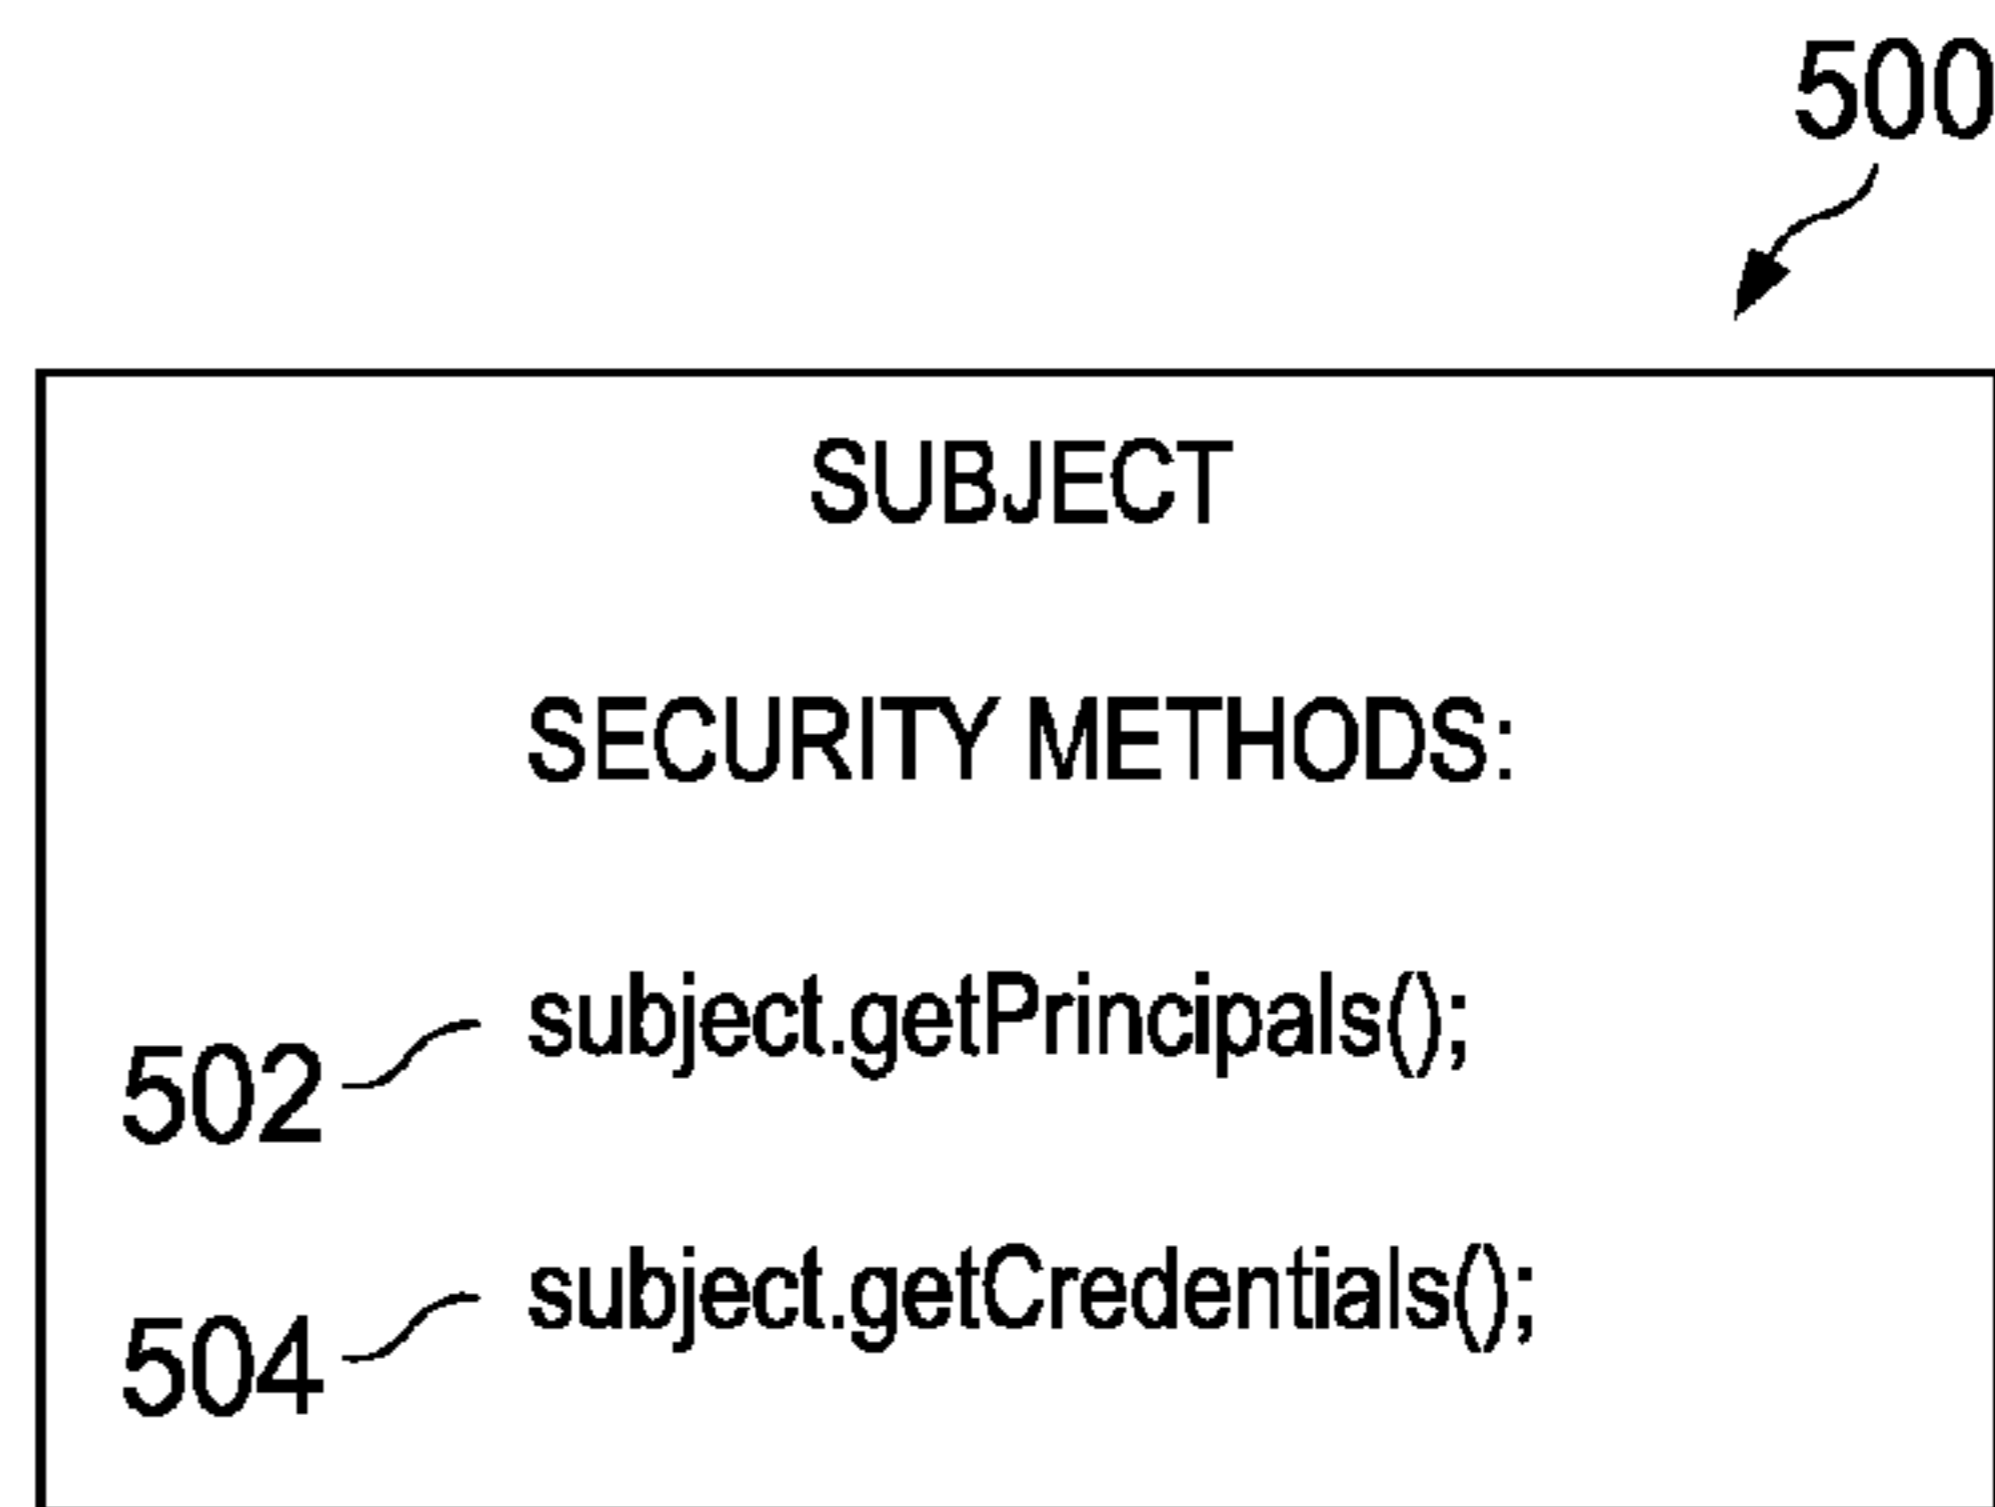 500
SUBJECT
SECURITY METHODS:
502 subject.getPrincipals();
504 subject.getCredentials();